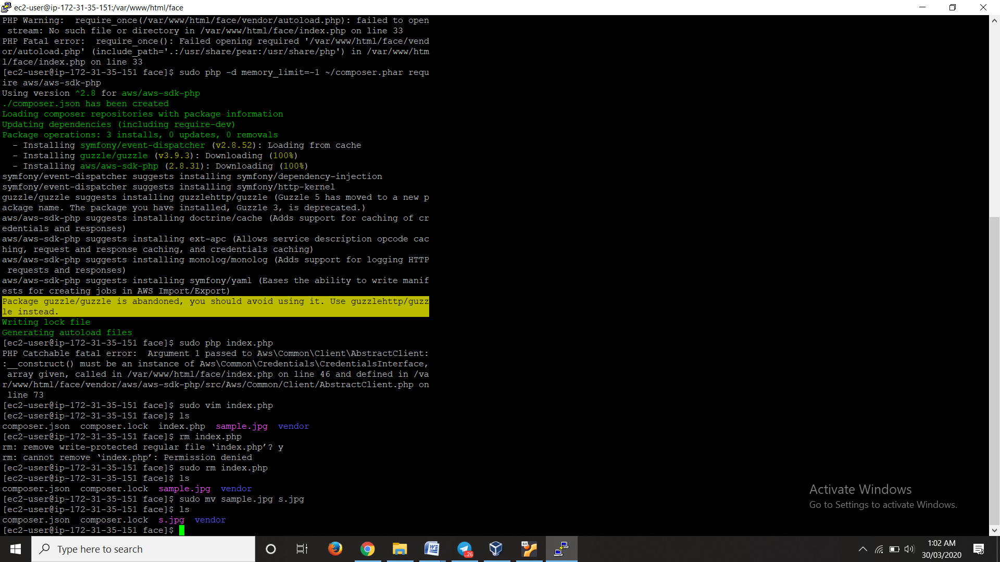 ec2-user@ip-172-31-35-151:/var/www/html/face
PHP Warning:  require_once(/var/www/html/face/vendor/autoload.php): failed to open
 stream: No such file or directory in /var/www/html/face/index.php on line 33
PHP Fatal error:  require_once(): Failed opening required '/var/www/html/face/vend
or/autoload.php' (include_path='.:/usr/share/pear:/usr/share/php') in /var/www/htm
l/face/index.php on line 33
[ec2-user@ip-172-31-35-151 face]$ sudo php -d memory_limit=-1 ~/composer.phar requ
ire aws/aws-sdk-php
Using version ^2.8 for aws/aws-sdk-php
./composer.json has been created
Loading composer repositories with package information
Updating dependencies (including require-dev)
Package operations: 3 installs, 0 updates, 0 removals
  - Installing symfony/event-dispatcher (v2.8.52): Loading from cache
  - Installing guzzle/guzzle (v3.9.3): Downloading (100%)
  - Installing aws/aws-sdk-php (2.8.31): Downloading (100%)
symfony/event-dispatcher suggests installing symfony/dependency-injection
symfony/event-dispatcher suggests installing symfony/http-kernel
guzzle/guzzle suggests installing guzzlehttp/guzzle (Guzzle 5 has moved to a new p
ackage name. The package you have installed, Guzzle 3, is deprecated.)
aws/aws-sdk-php suggests installing doctrine/cache (Adds support for caching of cr
edentials and responses)
aws/aws-sdk-php suggests installing ext-apc (Allows service description opcode cac
hing, request and response caching, and credentials caching)
aws/aws-sdk-php suggests installing monolog/monolog (Adds support for logging HTTP
 requests and responses)
aws/aws-sdk-php suggests installing symfony/yaml (Eases the ability to write manif
ests for creating jobs in AWS Import/Export)
Package guzzle/guzzle is abandoned, you should avoid using it. Use guzzlehttp/guzz
le instead.
Writing lock file
Generating autoload files
[ec2-user@ip-172-31-35-151 face]$ sudo php index.php
PHP Catchable fatal error:  Argument 1 passed to Aws\Common\Client\AbstractClient:
:__construct() must be an instance of Aws\Common\Credentials\CredentialsInterface,
 array given, called in /var/www/html/face/index.php on line 46 and defined in /va
r/www/html/face/vendor/aws/aws-sdk-php/src/Aws/Common/Client/AbstractClient.php on
 line 73
[ec2-user@ip-172-31-35-151 face]$ sudo vim index.php
[ec2-user@ip-172-31-35-151 face]$ ls
composer.json  composer.lock  index.php  sample.jpg  vendor
[ec2-user@ip-172-31-35-151 face]$ rm index.php
rm: remove write-protected regular file ‘index.php’? y
rm: cannot remove ‘index.php’: Permission denied
[ec2-user@ip-172-31-35-151 face]$ sudo rm index.php
[ec2-user@ip-172-31-35-151 face]$ ls
composer.json  composer.lock  sample.jpg  vendor
[ec2-user@ip-172-31-35-151 face]$ sudo mv sample.jpg s.jpg
[ec2-user@ip-172-31-35-151 face]$ ls
composer.json  composer.lock  s.jpg  vendor
[ec2-user@ip-172-31-35-151 face]$
Activate Windows
Go to Settings to activate Windows.
Type here to search
..26
64
1:02 AM
30/03/2020